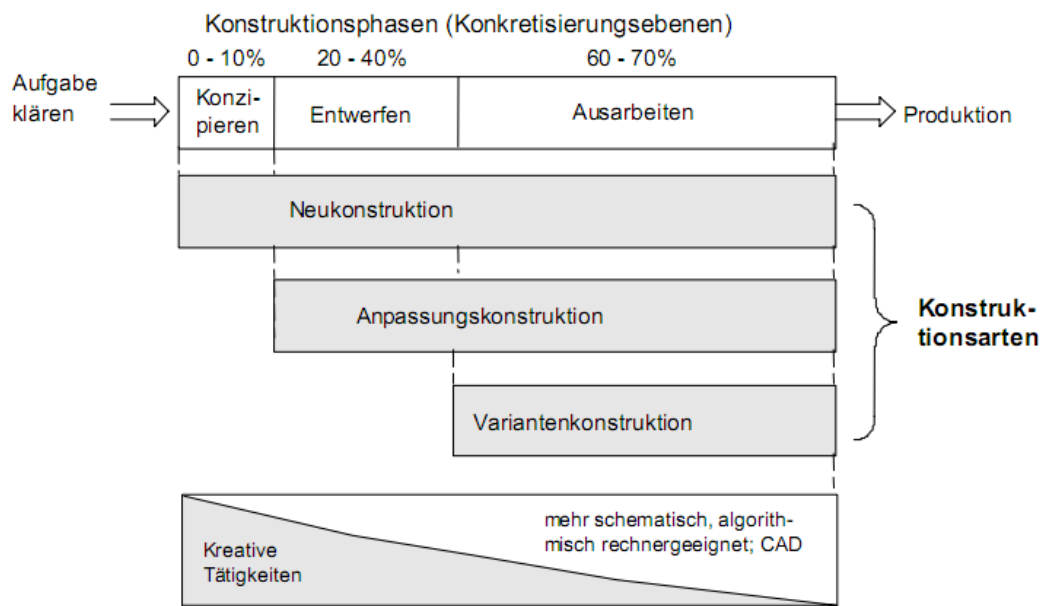 Konstruktionsphasen (Konkretisierungsebenen)
0 - 10%
20 - 40%
60 - 70%
Aufgabe
klären
Konzi-
pieren
Entwerfen
Ausarbeiten
Produktion
Neukonstruktion
Anpassungskonstruktion
Variantenkonstruktion
Konstruk-
tionsarten
mehr schematisch, algorith-
misch rechnergeeignet; CAD
Kreative
Tätigkeiten